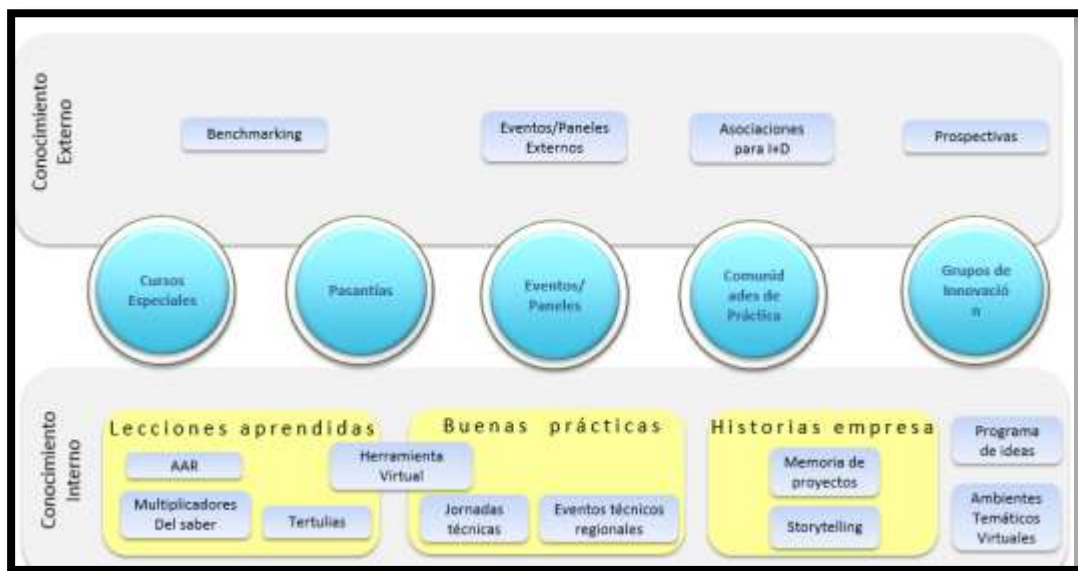 Conocimiento
Externo
Benchmarking
Eventos/Paneles
Externos
Asociaciones
para I+D
Prospectivas
Cursos
Especiales
Pasantías
Eventos/
Paneles
Comunid
ades de
Práctica
Grupos de
Innovació
n
Conocimiento
Interno
Lecciones aprendidas
AAR
Multiplicadores
Del saber
Tertulias
Herramienta
Virtual
Buenas prácticas
Jornadas
técnicas
Eventos técnicos
regionales
Historias empresa
Memoria de
proyectos
Storytelling
Programa
de ideas
Ambientes
Temáticos
Virtuales